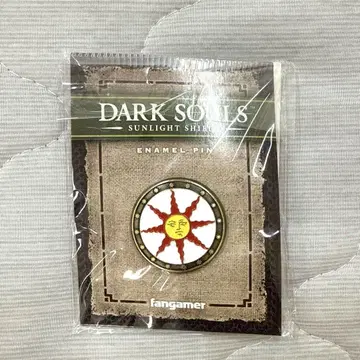 DARK SOULS
SUNLIGHT SHIELD
ENAMEL PIN
fangamer